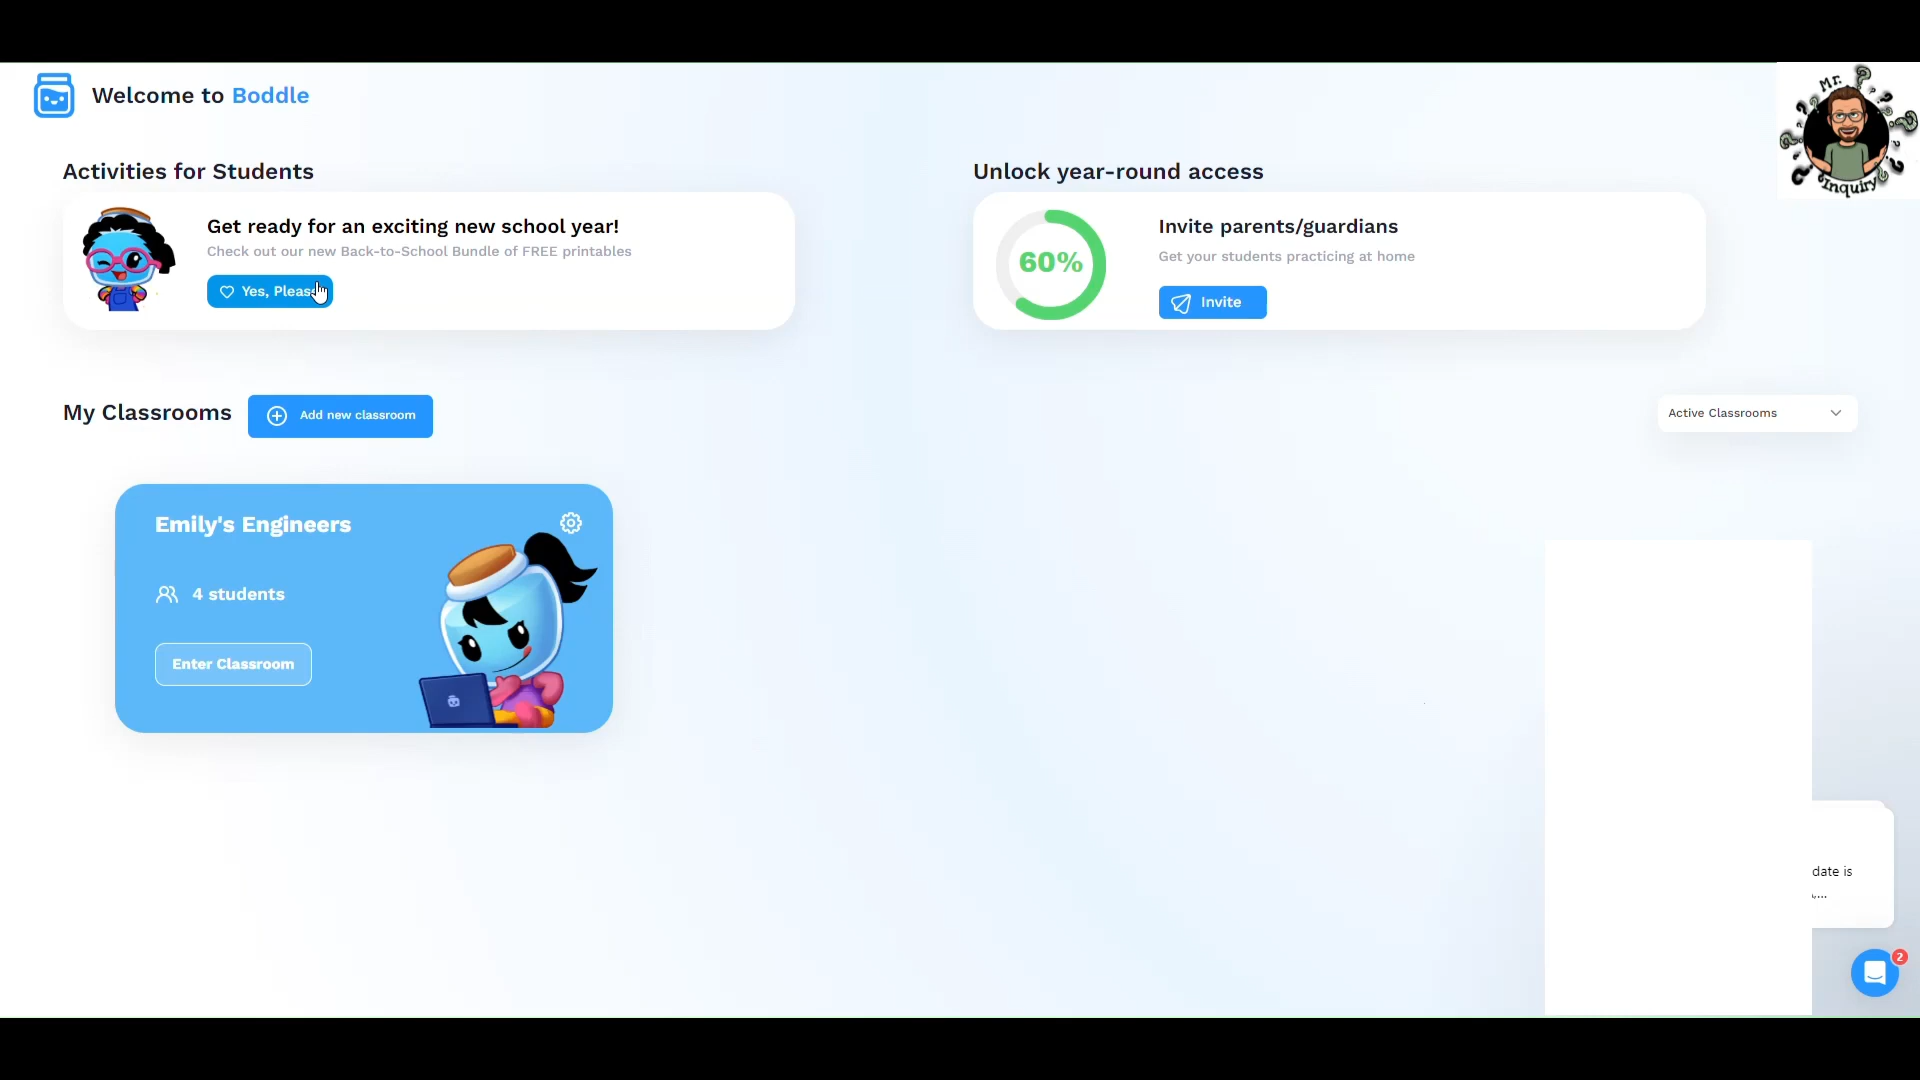 Welcome to Boddle
Mr.
Inquiry
Activities for Students
Get ready for an exciting new school year!
Check out our new Back-to-School Bundle of FREE printables
Yes, Please
Unlock year-round access
60%
Invite parents/guardians
Get your students practicing at home
Invite
My Classrooms
Add new classroom
Active Classrooms
Emily's Engineers
4 students
Enter Classroom
date is
2